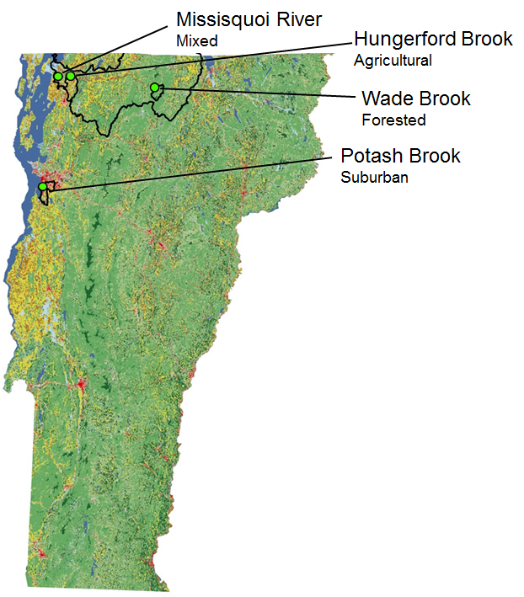 Missisquoi River
Mixed
Hungerford Brook
Agricultural
Wade Brook
Forested
Potash Brook
Suburban